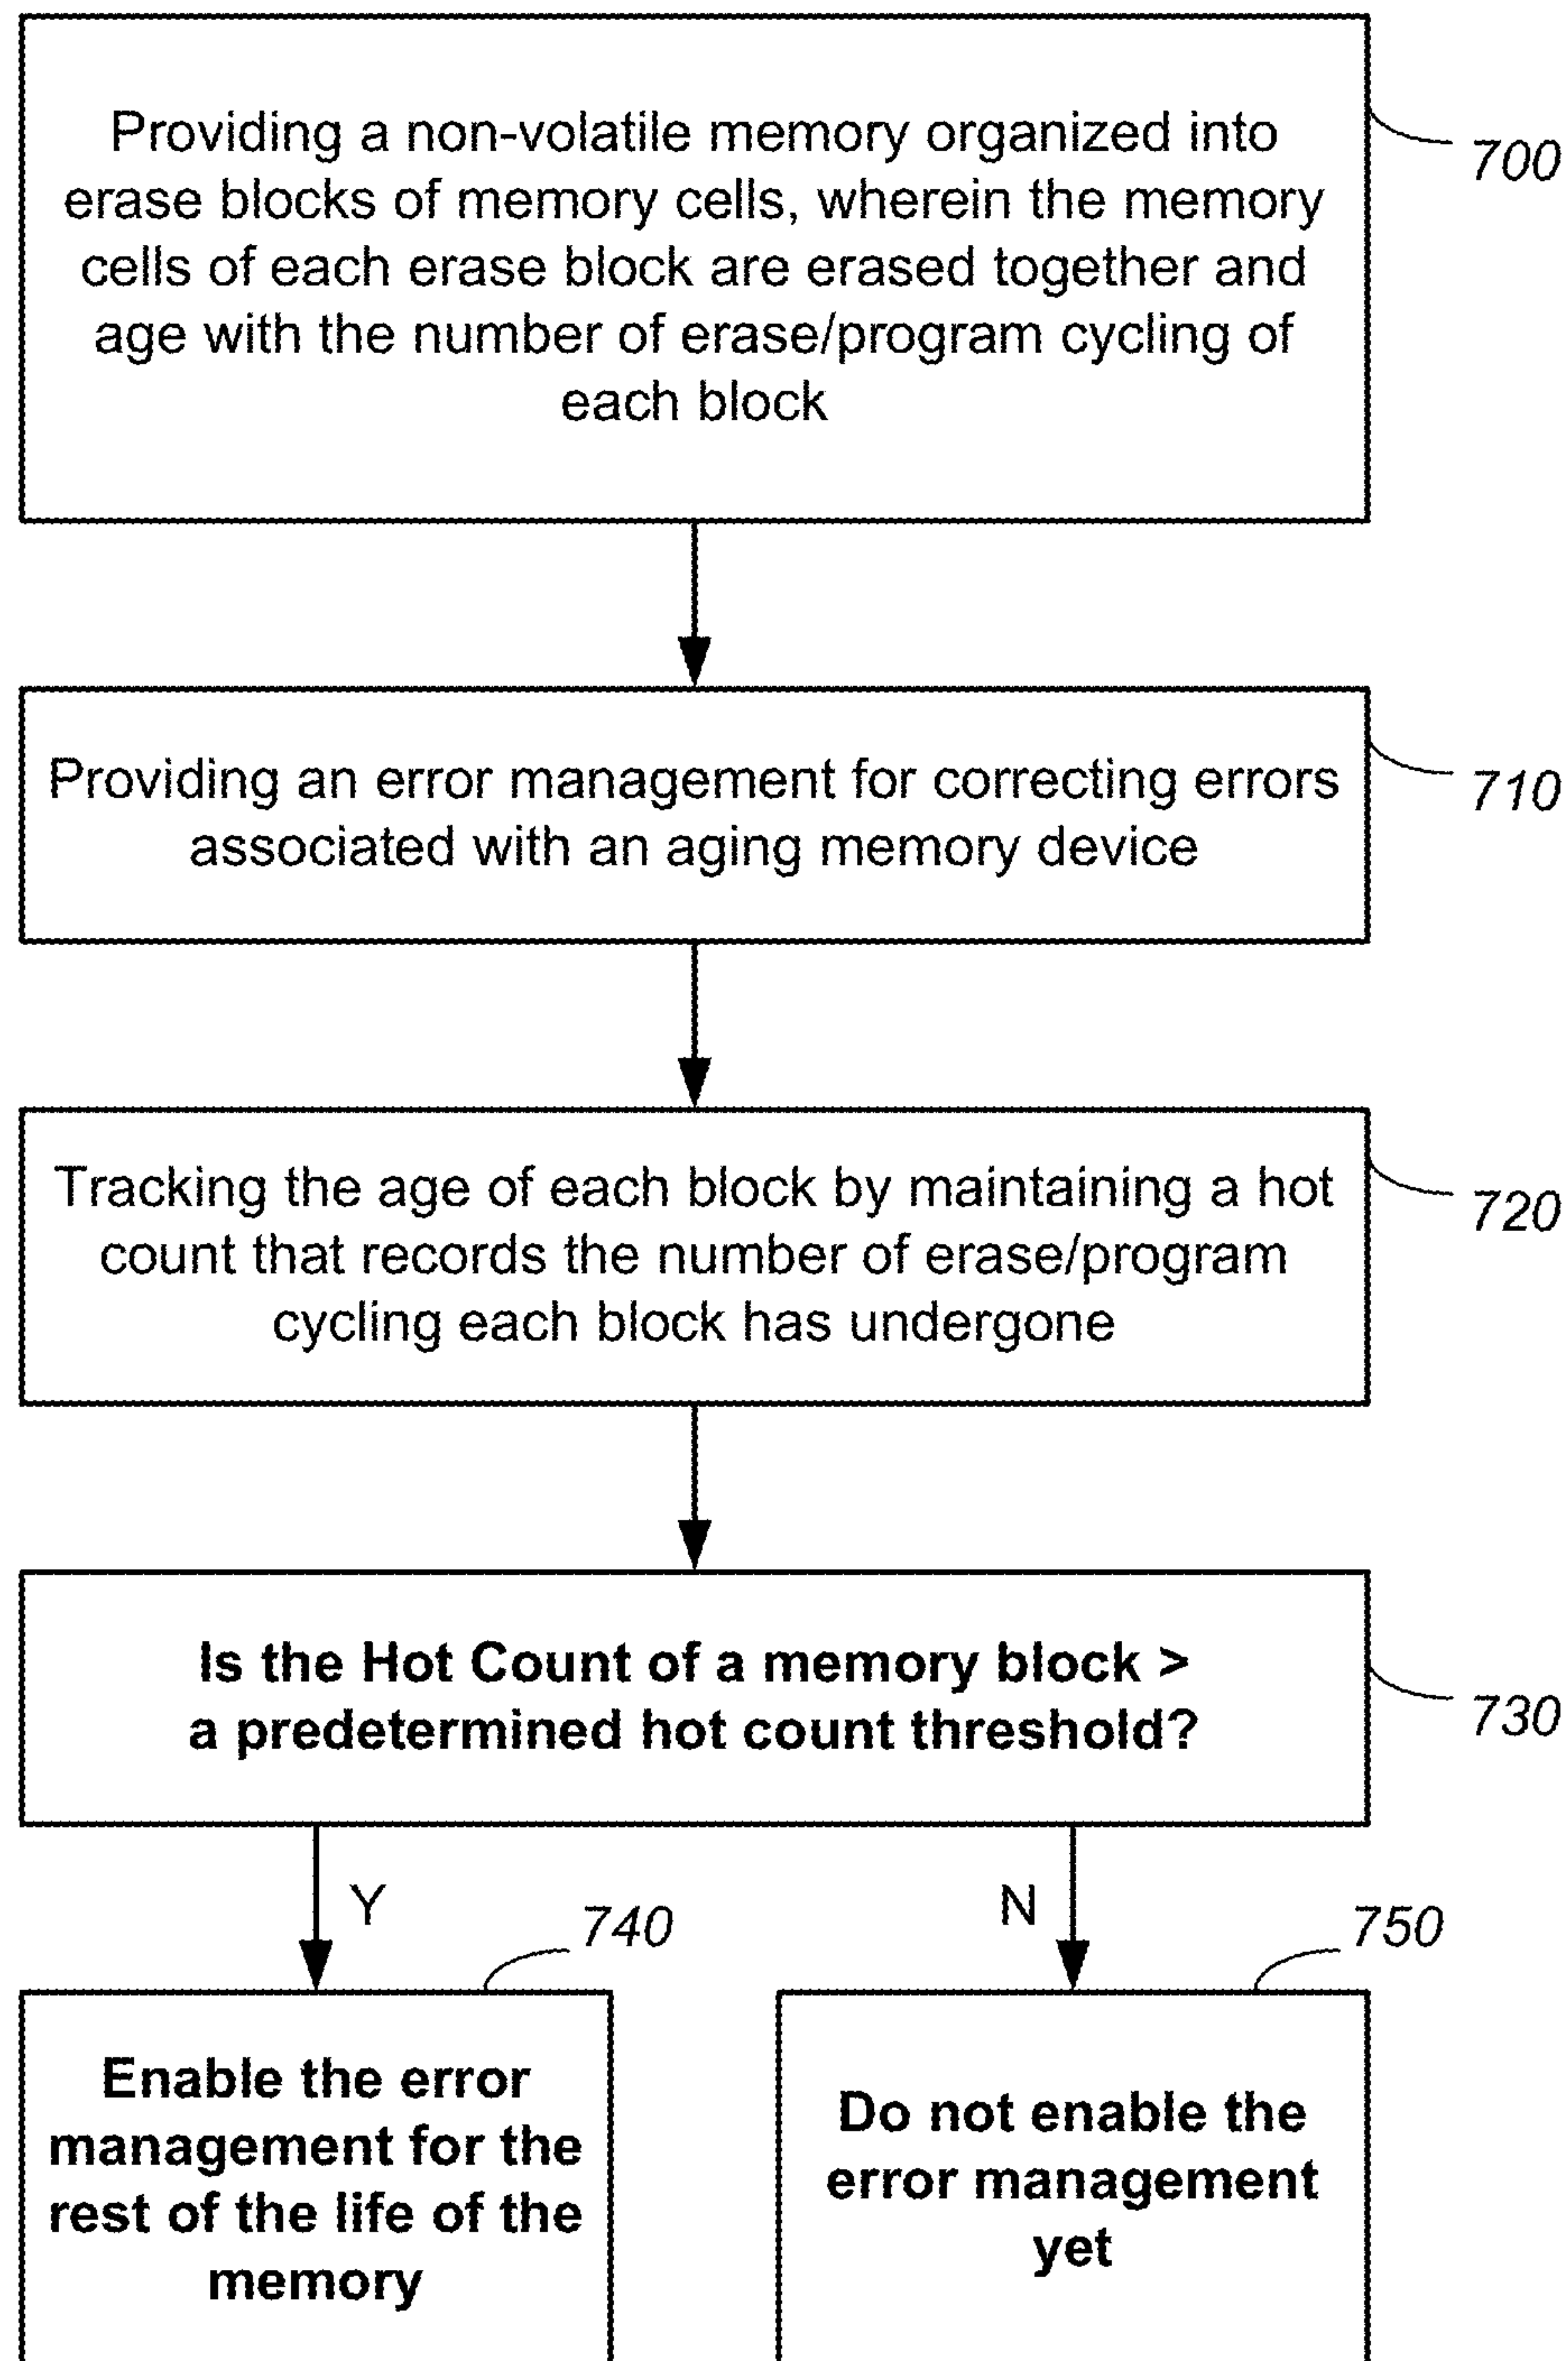 Providing a non-volatile memory organized into
erase blocks of memory cells, wherein the memory
cells of each erase block are erased together and
age with the number of erase/program cycling of
each block
700
Providing an error management for correcting errors
associated with an aging memory device
710
Tracking the age of each block by maintaining a hot
count that records the number of erase/program
cycling each block has undergone
720
Is the Hot Count of a memory block >
a predetermined hot count threshold?
730
Y
740
N
750
Enable the error
management for the
rest of the life of the
memory
Do not enable the
error management
yet